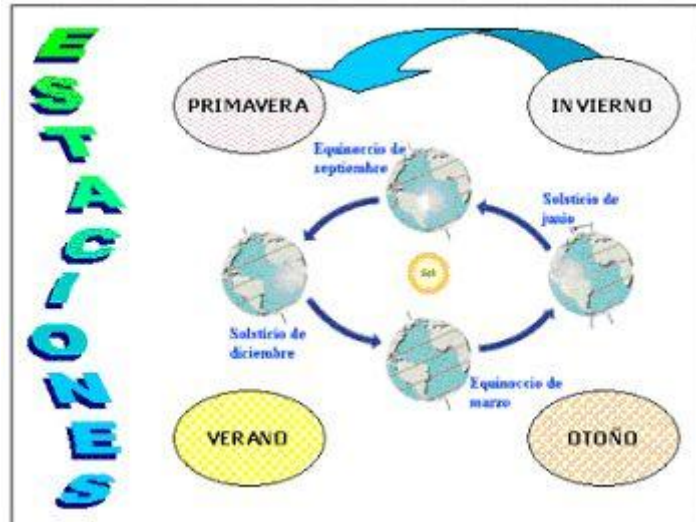 ESTACIONES
PRIMAVERA
INVIERNO
Equinoccio de
septiembre
Solsticio de
junio
Sol
Solsticio de
diciembre
Equinoccio de
marzo
VERANO
OTOÑO